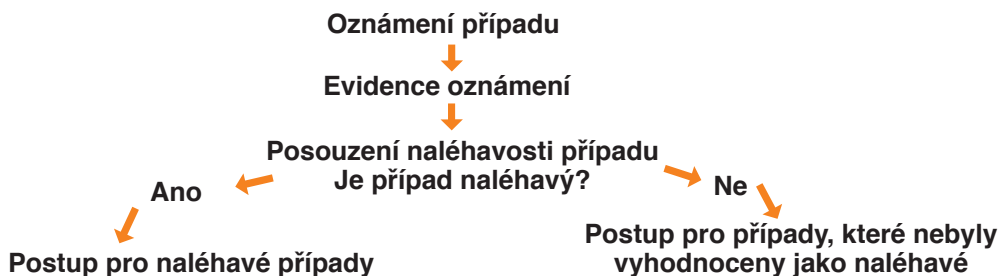 Oznámení případu
Evidence oznámení
Posouzení naléhavosti případu
Je případ naléhavý?
Ano
Ne
Postup pro naléhavé případy
Postup pro případy, které nebyly
vyhodnoceny jako naléhavé